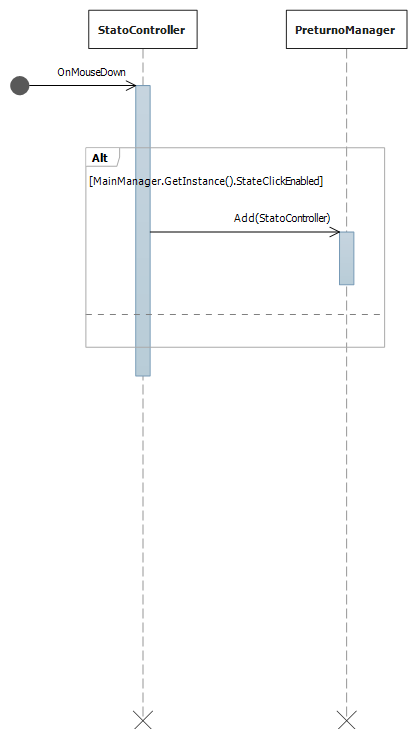 StatoController
PreturnoManager
OnMouseDown
Alt
[MainManager.GetInstance().StateClickEnabled]
Add(StatoController)